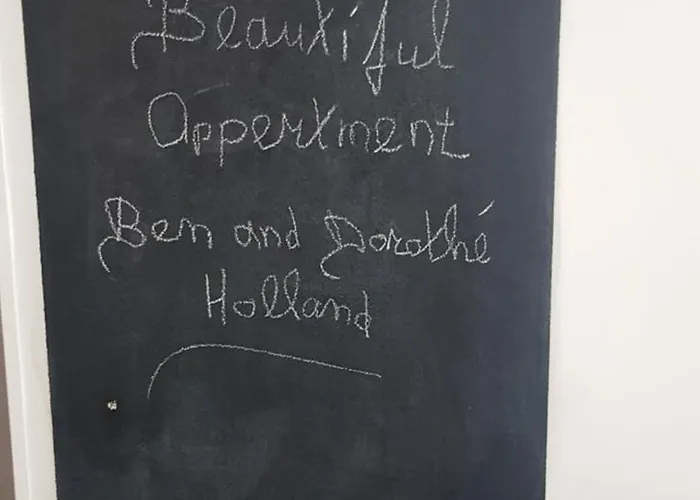 Beautiful
Appertment
Ben and Dorothé
Holland